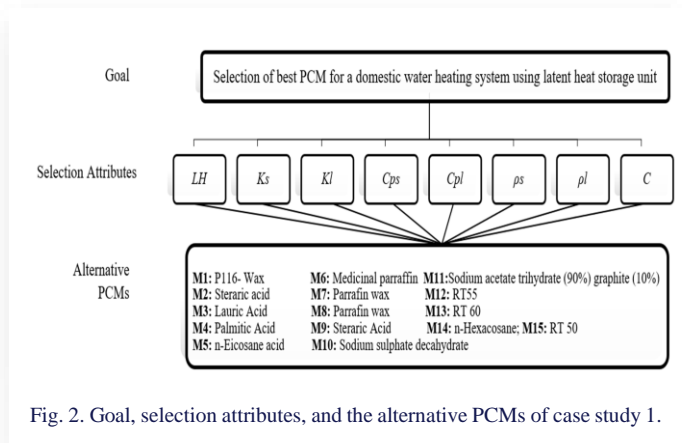 Goal
Selection of best PCM for a domestic water heating system using latent heat storage unit
Selection Attributes
LH Ks Kl Cps Cpl ρs ρl C
Alternative
PCMs
M1: P116- Wax M6: Medicinal parraffin M11:Sodium acetate trihydrate (90%) graphite (10%)
M2: Steraric acid M7: Parrafin wax M12: RT55
M3: Lauric Acid M8: Parrafin wax M13: RT 60
M4: Palmitic Acid M9: Steraric Acid M14: n-Hexacosane; M15: RT 50
M5: n-Eicosane acid M10: Sodium sulphate decahydrate
Fig. 2. Goal, selection attributes, and the alternative PCMs of case study 1.